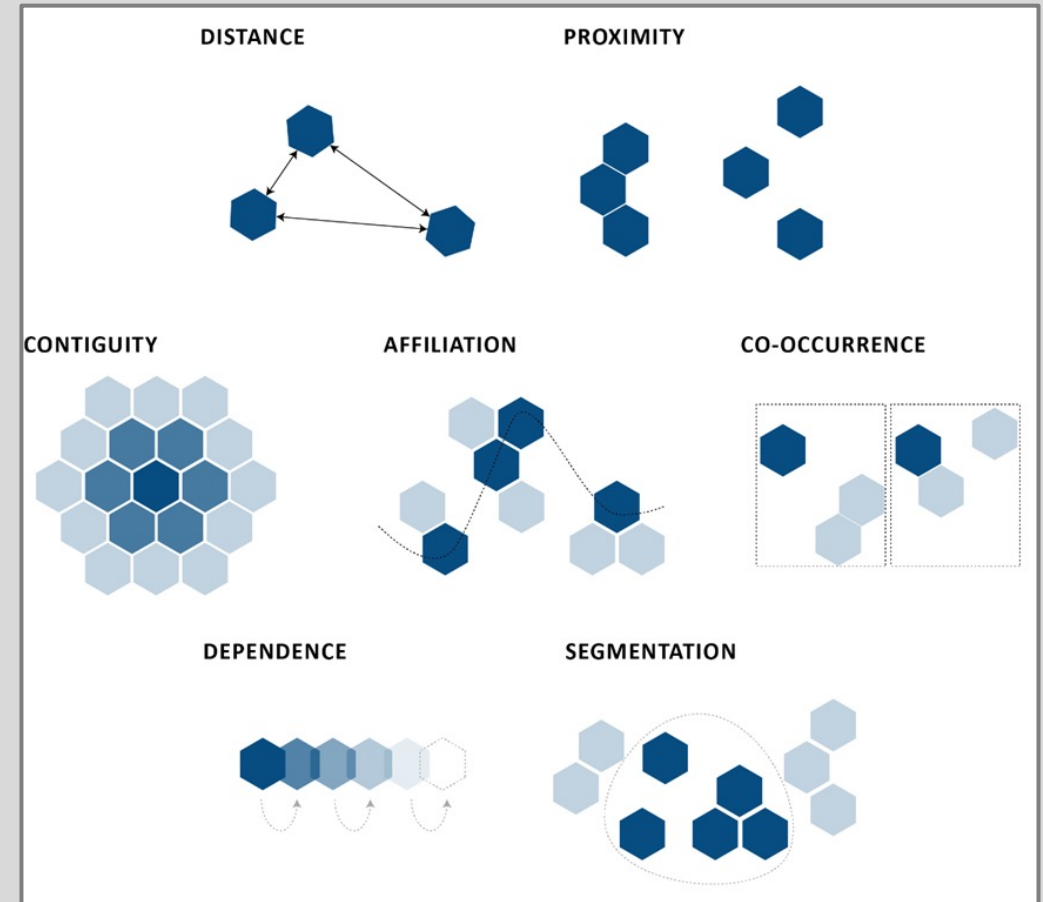 DISTANCE
PROXIMITY
CONTIGUITY
AFFILIATION
CO-OCCURRENCE
DEPENDENCE
SEGMENTATION